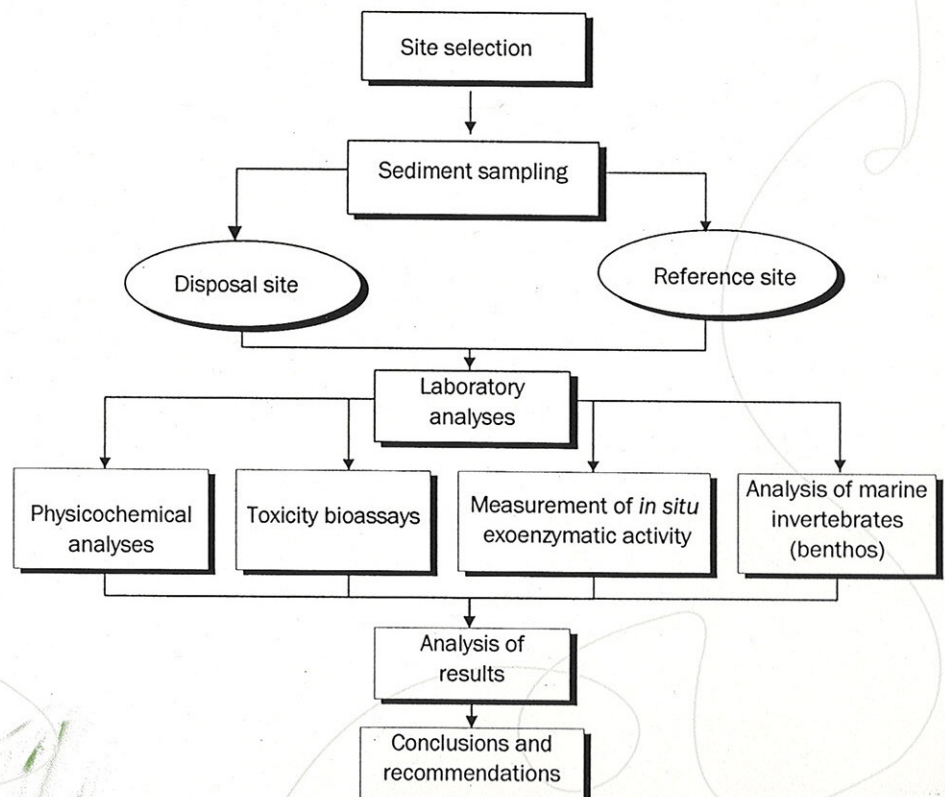 Site selection
Sediment sampling
Disposal site
Reference site
Laboratory
analyses
Physicochemical
analyses
Toxicity bioassays
Measurement of in situ
exoenzymatic activity
Analysis of marine
invertebrates
(benthos)
Analysis of
results
Conclusions and
recommendations